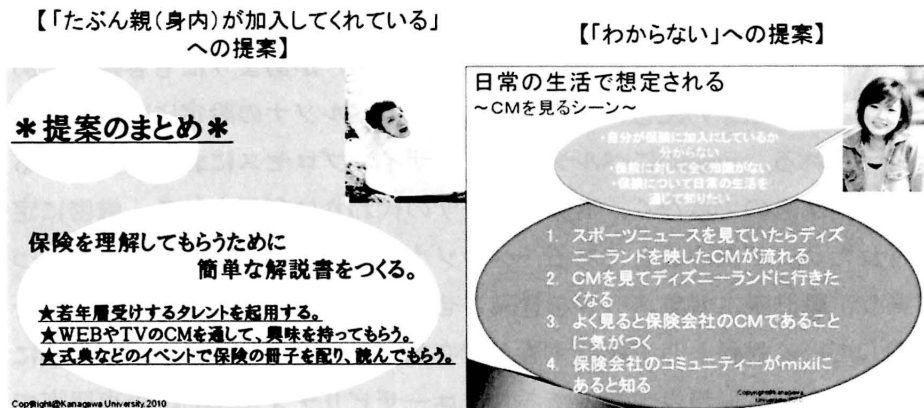 【「たぶん親(身内)が加入してくれている」
への提案】
*提案のまとめ*
保険を理解してもらうために
簡単な解説書をつくる。
★若年層受けするタレントを起用する。
★WEBやTVのCMを通して、興味を持ってもらう。
★式典などのイベントで保険の冊子を配り、読んでもらう。
Copyright@Kanagawa University.2010
【「わからない」への提案】
日常の生活で想定される
~CMを見るシーン~
・自分が保険に加入にしているか
分からない
・保険に対して全く知識がない
・保険について日常の生活を
通じて知りたい
1. スポーツニュースを見ていたらディズ
ニーランドを映したCMが流れる
2. CMを見てディズニーランドに行きた
くなる
3. よく見ると保険会社のCMであること
に気がつく
4. 保険会社のコミュニティーがmixiに
あると知る
Copyright@Kanagawa
University.2010